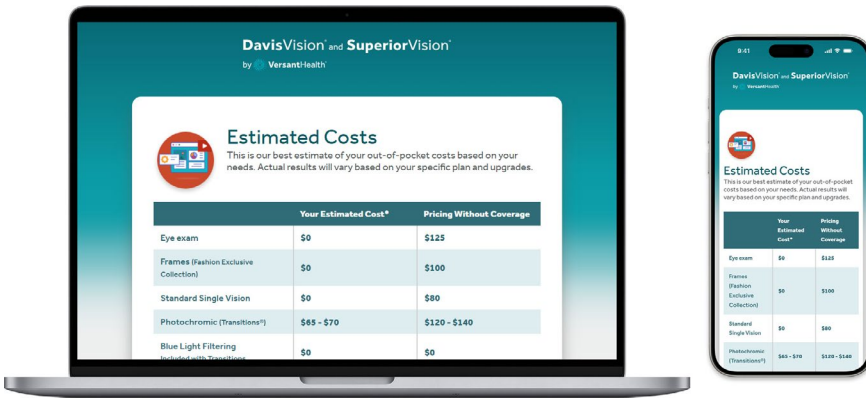 DavisVision and SuperiorVision
by VersantHealth
Estimated Costs
This is our best estimate of your out-of-pocket costs based on your
needs. Actual results will vary based on your specific plan and upgrades.
Your Estimated Cost* Pricing Without Coverage
Eye exam $0 $125
Frames (Fashion Exclusive
Collection) $0 $100
Standard Single Vision $0 $80
Photochromic (Transitions®) $65 - $70 $120 - $140
Blue Light Filtering
Included with Transitions $0 $0
9:41
DavisVision and SuperiorVision
by VersantHealth
Estimated Costs
This is our best estimate of your out-of-pocket
costs based on your needs. Actual results will
vary based on your specific plan and upgrades.
Your
Estimated
Cost*
Pricing
Without
Coverage
Eye exam $0 $125
Frames
(Fashion
Exclusive
Collection)
$0 $100
Standard
Single Vision
$0 $80
Photochromic
(Transitions®)
$65 - $70 $120 - $140